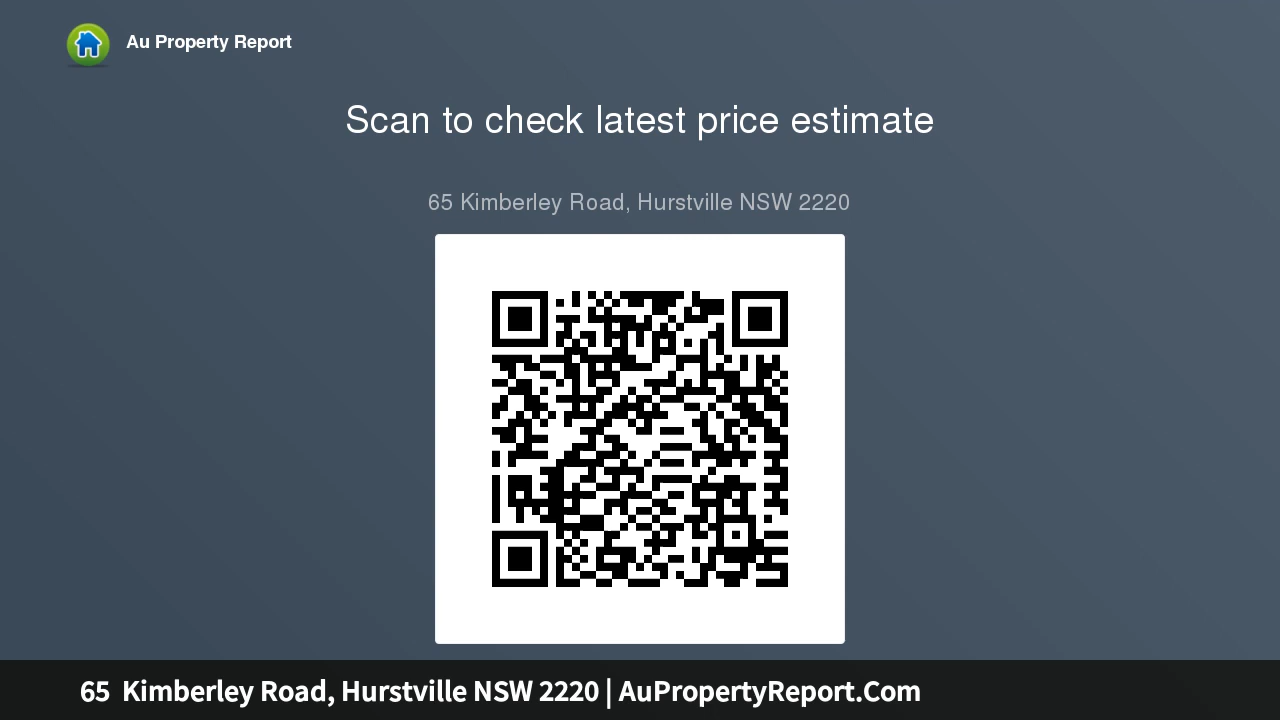 Au Property Report
Scan to check latest price estimate
65 Kimberley Road, Hurstville NSW 2220
65 Kimberley Road, Hurstville NSW 2220 | AuPropertyReport.Com